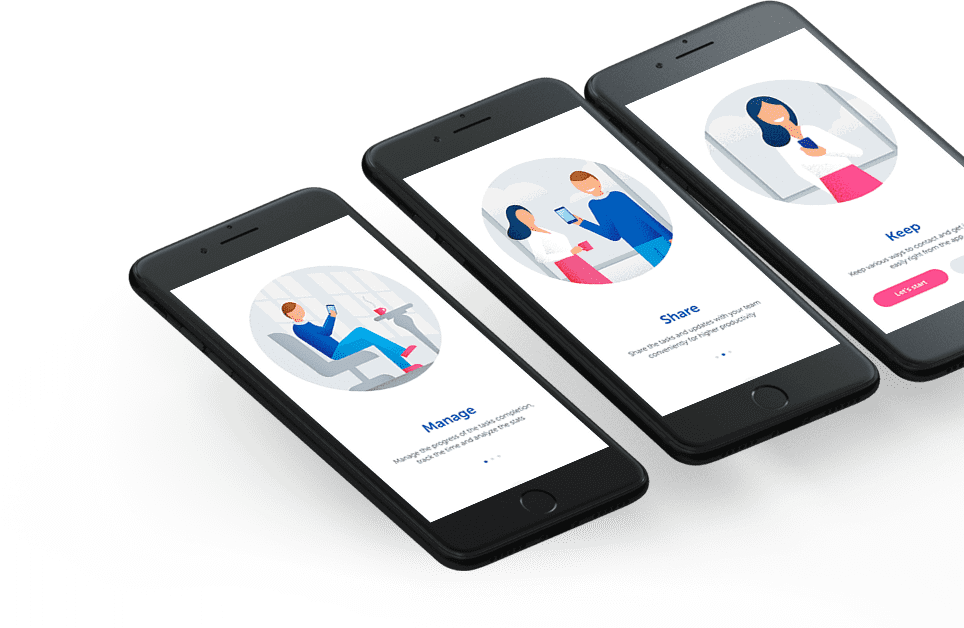 Manage
Manage the progress of the tasks completion,
track the time and analyze the stats
Share
Share the tasks and updates with your team
conveniently for higher productivity
Keep
Keep various ways to contact and get
easily right from the app
Let's start